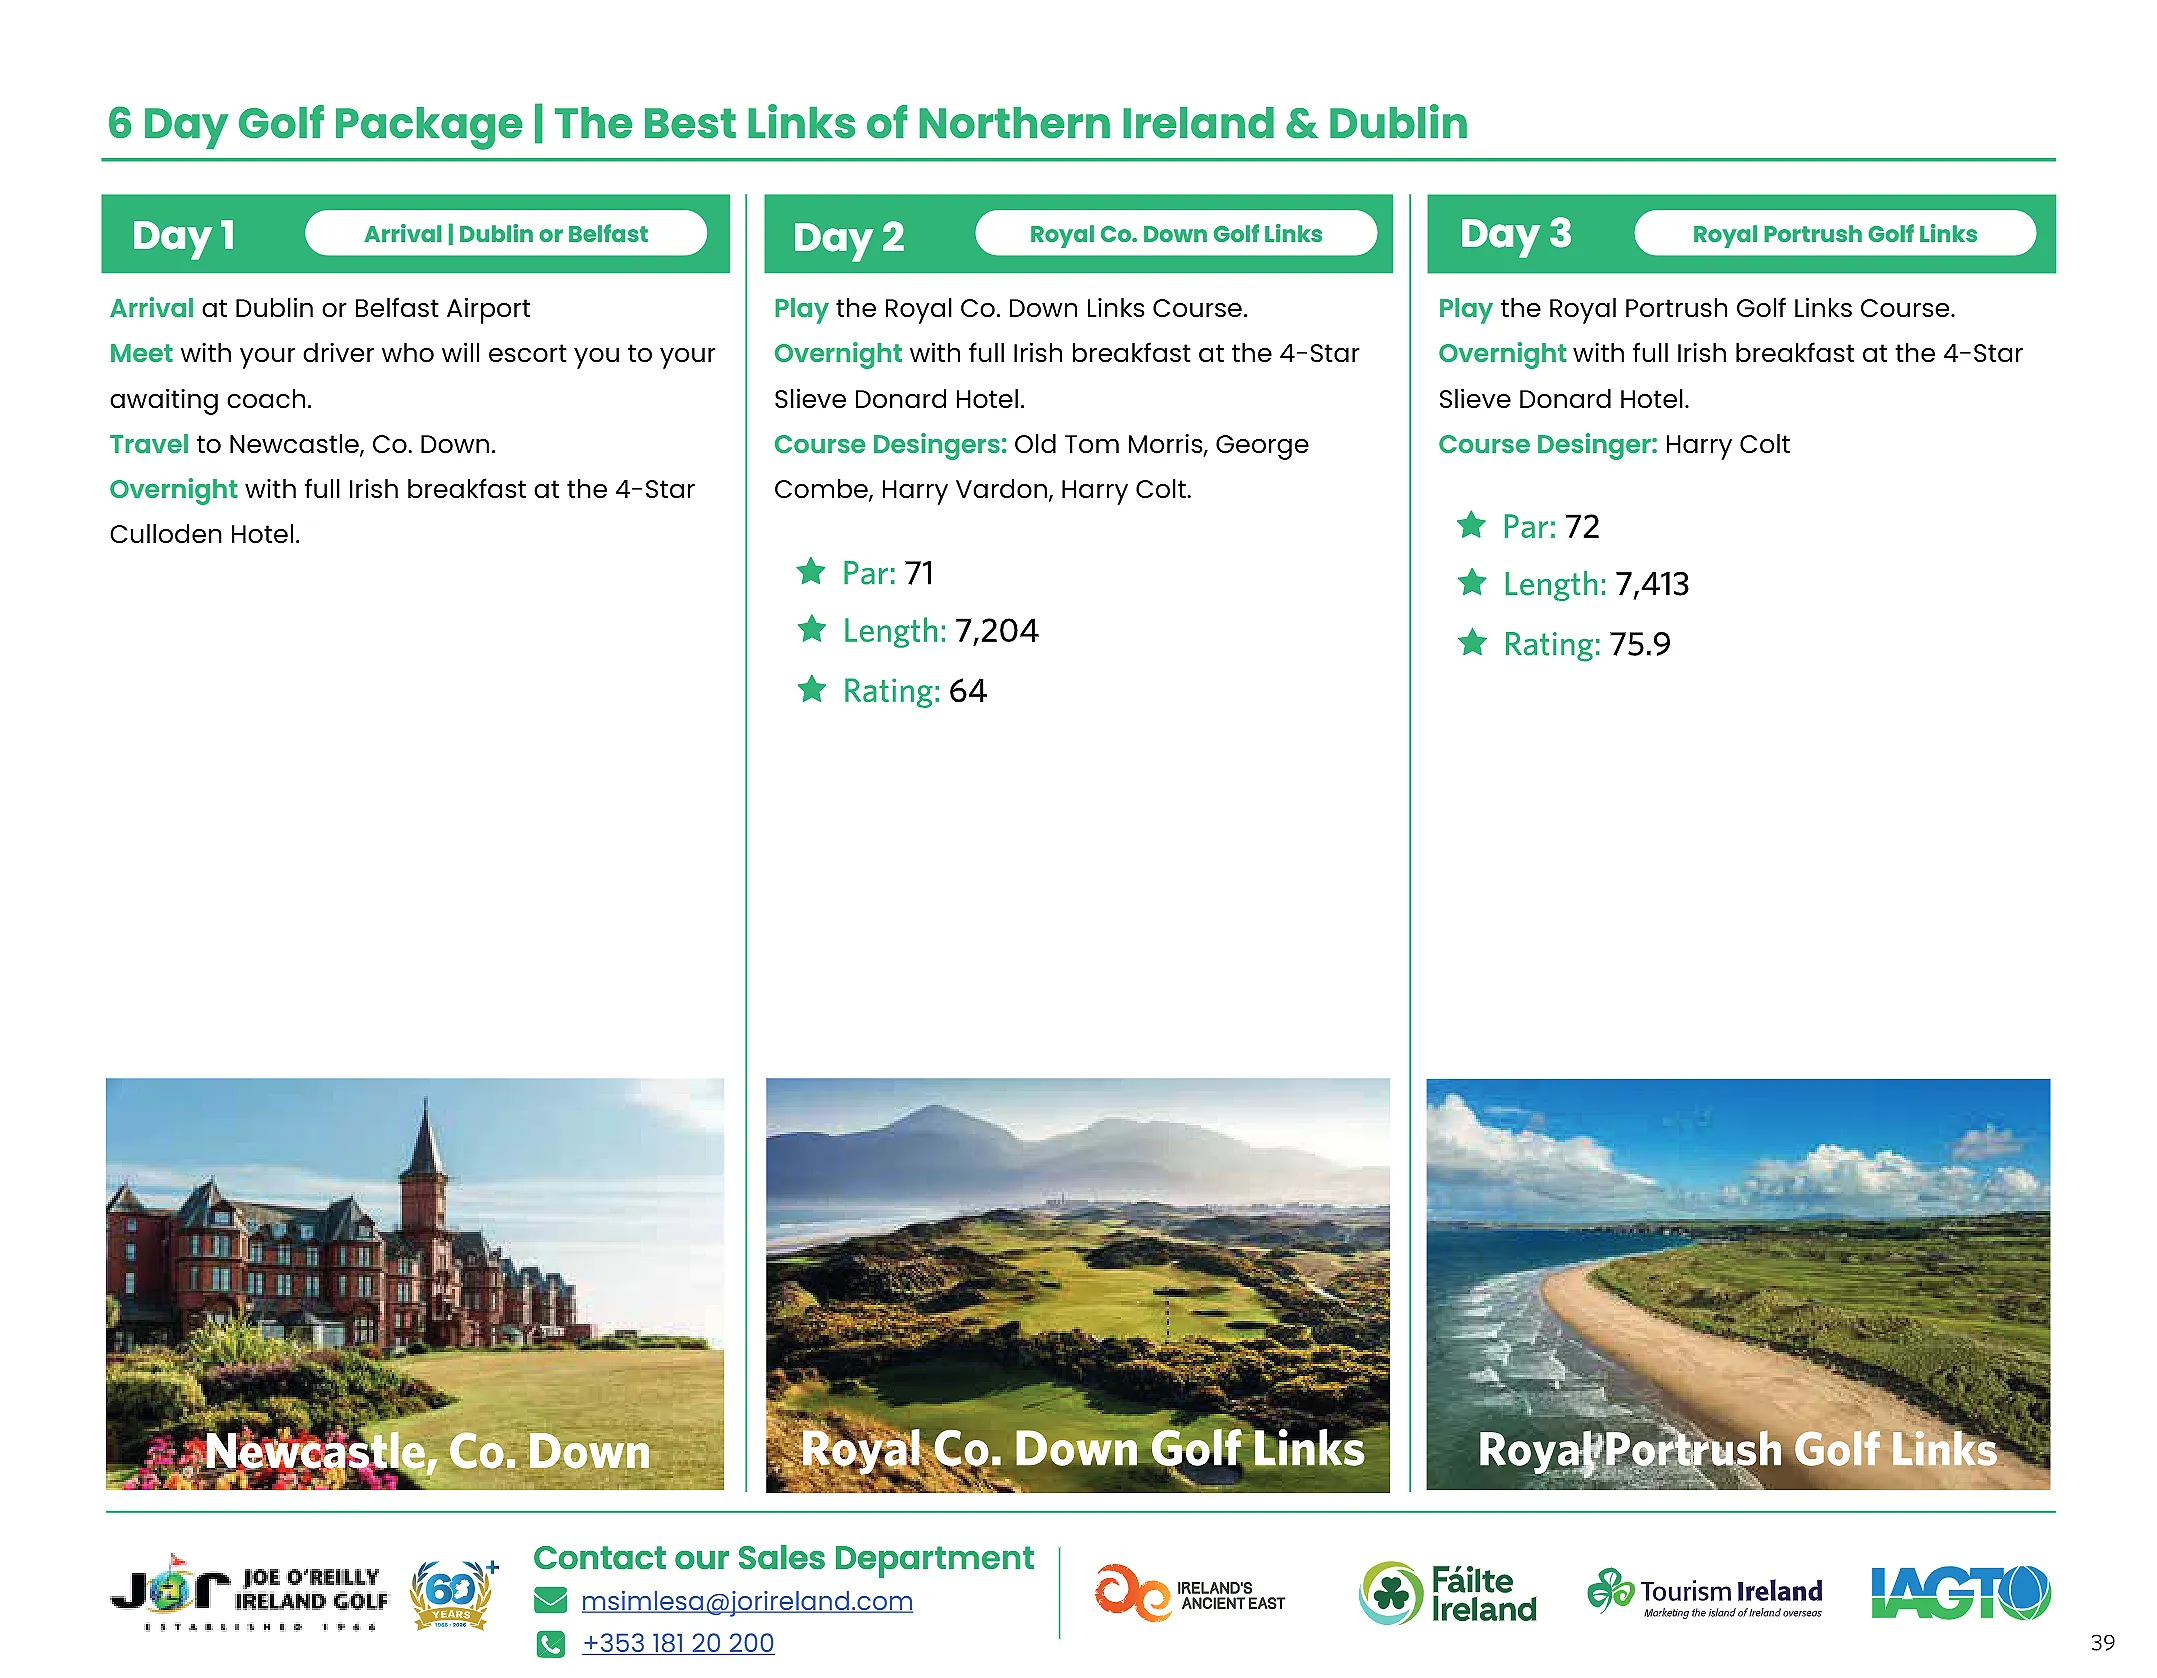 6 Day Golf Package | The Best Links of Northern Ireland & Dublin
Day 1
Arrival | Dublin or Belfast
Arrival at Dublin or Belfast Airport
Meet with your driver who will escort you to your
awaiting coach.
Travel to Newcastle, Co. Down.
Overnight with full Irish breakfast at the 4-Star
Culloden Hotel.
Newcastle, Co. Down
Day 2
Royal Co. Down Golf Links
Play the Royal Co. Down Links Course.
Overnight with full Irish breakfast at the 4-Star
Slieve Donard Hotel.
Course Desingers: Old Tom Morris, George
Combe, Harry Vardon, Harry Colt.
Par: 71
Length: 7,204
Rating: 64
Royal Co. Down Golf Links
Day 3
Royal Portrush Golf Links
Play the Royal Portrush Golf Links Course.
Overnight with full Irish breakfast at the 4-Star
Slieve Donard Hotel.
Course Desinger: Harry Colt
Par: 72
Length: 7,413
Rating: 75.9
Royal Portrush Golf Links
JOR
JOE O'REILLY
IRELAND GOLF
ESTABLISHED 1966
60+
YEARS
1966 - 2026
Contact our Sales Department
msimlesa@jorireland.com
+353 181 20 200
IRELAND'S
ANCIENT EAST
Fáilte
Ireland
Tourism Ireland
Marketing the island of Ireland overseas
IAGTO
39